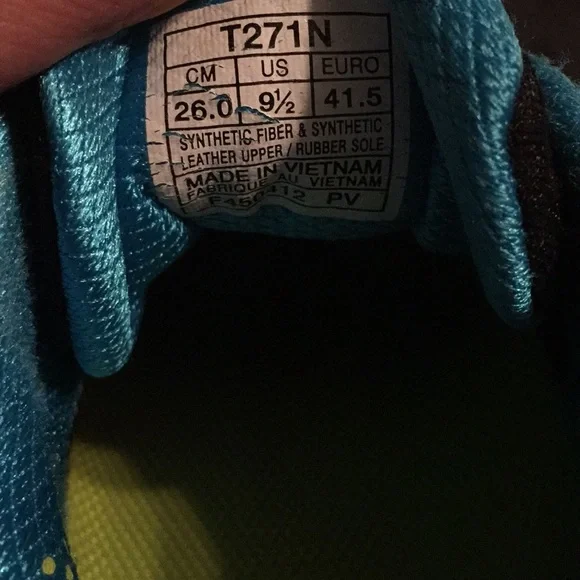 T271N
CM US EURO
26.0 9½ 41.5
SYNTHETIC FIBER & SYNTHETIC
LEATHER UPPER / RUBBER SOLE
MADE IN VIETNAM
FABRIQUE AU VIETNAM
PV